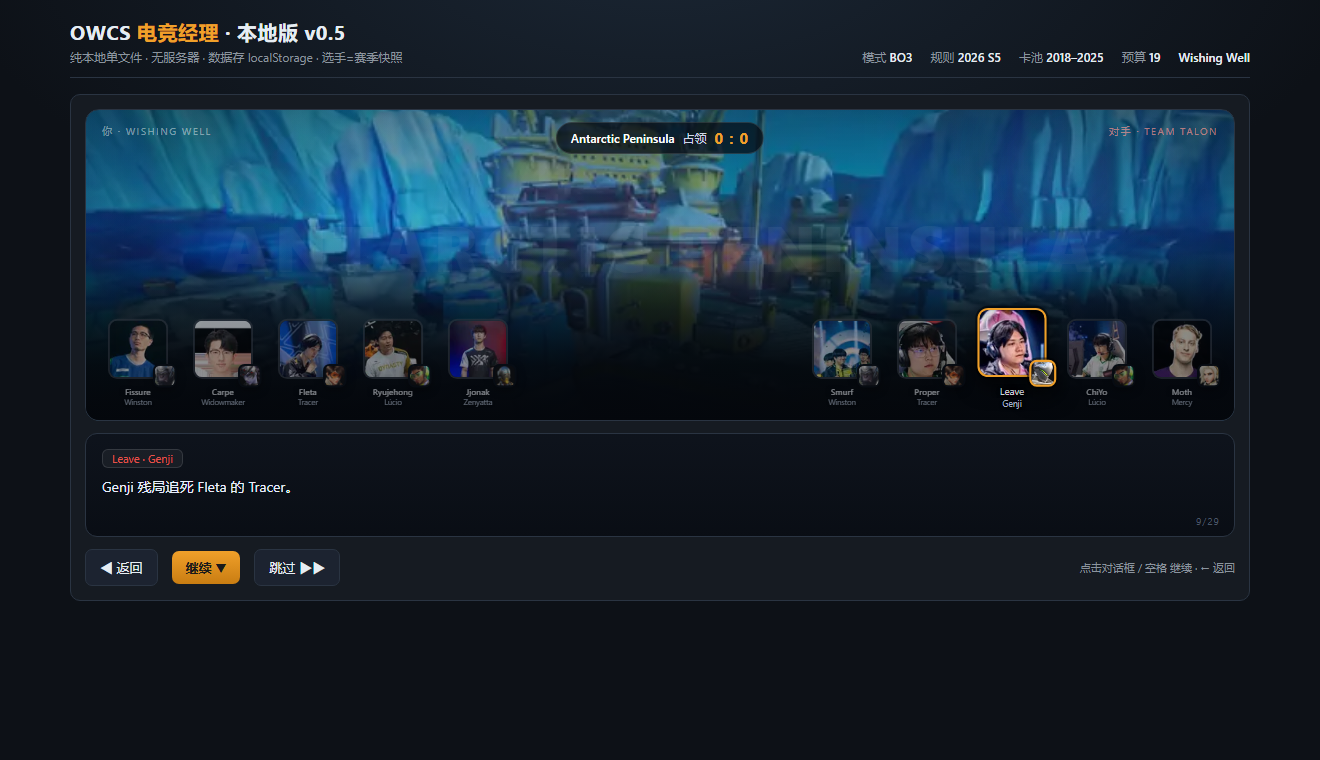 OWCS 电竞经理 · 本地版 v0.5
纯本地单文件 · 无服务器 · 数据存 localStorage · 选手=赛季快照
模式 BO3 规则 2026 S5 卡池 2018–2025 预算 19 Wishing Well
你 · WISHING WELL
Antarctic Peninsula 占领 0 : 0
对手 · TEAM TALON
ANTARCTIC PENINSULA
Fissure
Winston
Carpe
Widowmaker
Fleta
Tracer
Ryujehong
Lúcio
Jjonak
Zenyatta
Smurf
Winston
Proper
Tracer
Leave
Genji
ChiYo
Lúcio
Moth
Mercy
Leave · Genji
Genji 残局追死 Fleta 的 Tracer。
9/29
◀ 返回
继续 ▼
跳过 ▶▶
点击对话框 / 空格 继续 · ← 返回